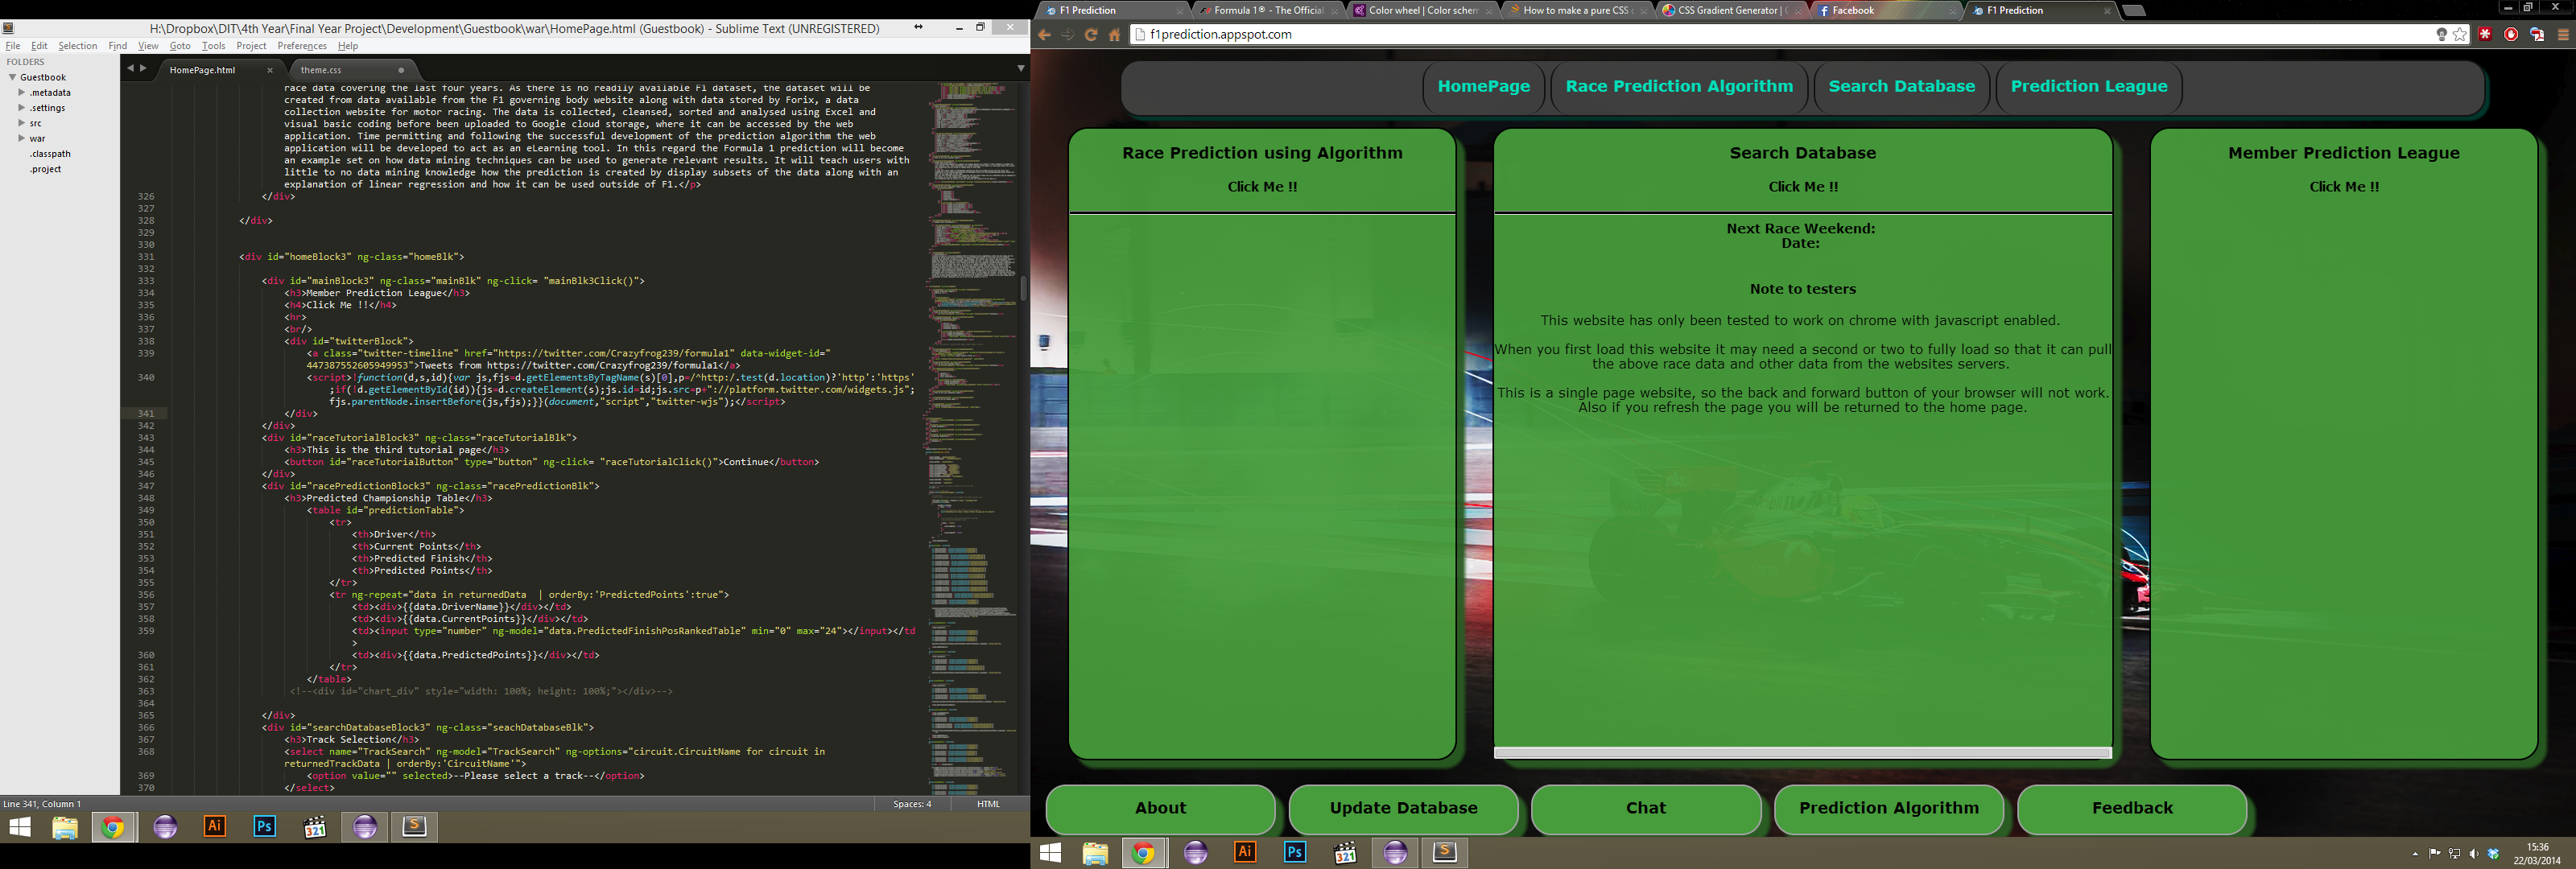 H:\Dropbox\DIT\4th Year\Final Year Project\Development\Guestbook\war\HomePage.html (Guestbook) - Sublime Text (UNREGISTERED)
File Edit Selection Find View Goto Tools Project Preferences Help
FOLDERS
Guestbook
.metadata
.settings
src
war
.classpath
.project
HomePage.html
theme.css
race data covering the last four years. As there is no readily available F1 dataset, the dataset will be
created from data available from the F1 governing body website along with data stored by Forix, a data
collection website for motor racing. The data is collected, cleansed, sorted and analysed using Excel and
visual basic coding before been uploaded to Google cloud storage, where it can be accessed by the web
application. Time permitting and following the successful development of the prediction algorithm the web
application will be developed to act as an eLearning tool. In this regard the Formula 1 prediction will become
an example set on how data mining techniques can be used to generate relevant results. It will teach users with
little to no data mining knowledge how the prediction is created by display subsets of the data along with an
explanation of linear regression and how it can be used outside of F1.</p>
326 </div>
327
328 </div>
329
330
331 <div id="homeBlock3" ng-class="homeBlk">
332
333 <div id="mainBlock3" ng-class="mainBlk" ng-click= "mainBlk3Click()">
334 <h3>Member Prediction League</h3>
335 <h4>Click Me !!</h4>
336 <hr>
337 <br/>
338 <div id="twitterBlock">
339 <a class="twitter-timeline" href="https://twitter.com/Crazyfrog239/formula1" data-widget-id="
447387552605949953">Tweets from https://twitter.com/Crazyfrog239/formula1</a>
340 <script>!function(d,s,id){var js,fjs=d.getElementsByTagName(s)[0],p=/^http:/.test(d.location)?'http':'https'
;if(!d.getElementById(id)){js=d.createElement(s);js.id=id;js.src=p+"://platform.twitter.com/widgets.js";
fjs.parentNode.insertBefore(js,fjs);}}(document,"script","twitter-wjs");</script>
341 </div>
342 </div>
343 <div id="raceTutorialBlock3" ng-class="raceTutorialBlk">
344 <h3>This is the third tutorial page</h3>
345 <button id="raceTutorialButton" type="button" ng-click= "raceTutorialClick()">Continue</button>
346 </div>
347 <div id="racePredictionBlock3" ng-class="racePredictionBlk">
348 <h3>Predicted Championship Table</h3>
349 <table id="predictionTable">
350 <tr>
351 <th>Driver</th>
352 <th>Current Points</th>
353 <th>Predicted Finish</th>
354 <th>Predicted Points</th>
355 </tr>
356 <tr ng-repeat="data in returnedData | orderBy:'PredictedPoints':true">
357 <td><div>{{data.DriverName}}</div></td>
358 <td><div>{{data.CurrentPoints}}</div></td>
359 <td><input type="number" ng-model="data.PredictedFinishPosRankedTable" min="0" max="24"></input></td
>
360 <td><div>{{data.PredictedPoints}}</div></td>
361 </tr>
362 </table>
363 <!--<div id="chart_div" style="width: 100%; height: 100%;"></div>-->
364
365 </div>
366 <div id="searchDatabaseBlock3" ng-class="seachDatabaseBlk">
367 <h3>Track Selection</h3>
368 <select name="TrackSearch" ng-model="TrackSearch" ng-options="circuit.CircuitName for circuit in
returnedTrackData | orderBy:'CircuitName'">
369 <option value="" selected>--Please select a track--</option>
370 </select>
Line 341, Column 1
Spaces: 4
HTML
F1 Prediction
Formula 1® - The Official
Color wheel | Color schem
How to make a pure CSS
CSS Gradient Generator |
Facebook
F1 Prediction
f1prediction.appspot.com
HomePage
Race Prediction Algorithm
Search Database
Prediction League
Race Prediction using Algorithm
Click Me !!
Search Database
Click Me !!
Next Race Weekend:
Date:
Note to testers
This website has only been tested to work on chrome with javascript enabled.
When you first load this website it may need a second or two to fully load so that it can pull
the above race data and other data from the websites servers.
This is a single page website, so the back and forward button of your browser will not work.
Also if you refresh the page you will be returned to the home page.
Member Prediction League
Click Me !!
About
Update Database
Chat
Prediction Algorithm
Feedback
Ai
Ps
321
S
Ai
Ps
321
S
15:36
22/03/2014